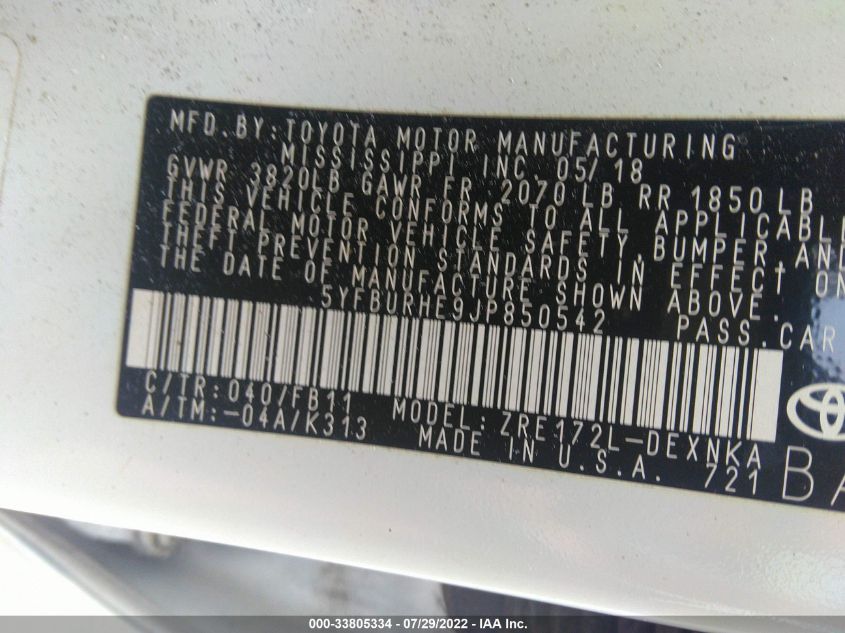 MFD.BY:TOYOTA MOTOR MANUFACTURING
MISSISSIPPI INC.05/18
GVWR 3820LB GAWR FR 2070 LB RR 1850 LB
THIS VEHICLE CONFORMS TO ALL APPLICABLE
FEDERAL MOTOR VEHICLE SAFETY,BUMPER,AND
THEFT PREVENTION STANDARDS IN EFFECT ON
THE DATE OF MANUFACTURE SHOWN ABOVE.
5YFBURHE9JP850542 PASS.CAR
C/TR:040/FB11 MODEL:ZRE172L-DEXNKA
A/TM:-04A/K313 MADE IN U.S.A. 721
000-33805334 / 07/29/2022 - IAA Inc.